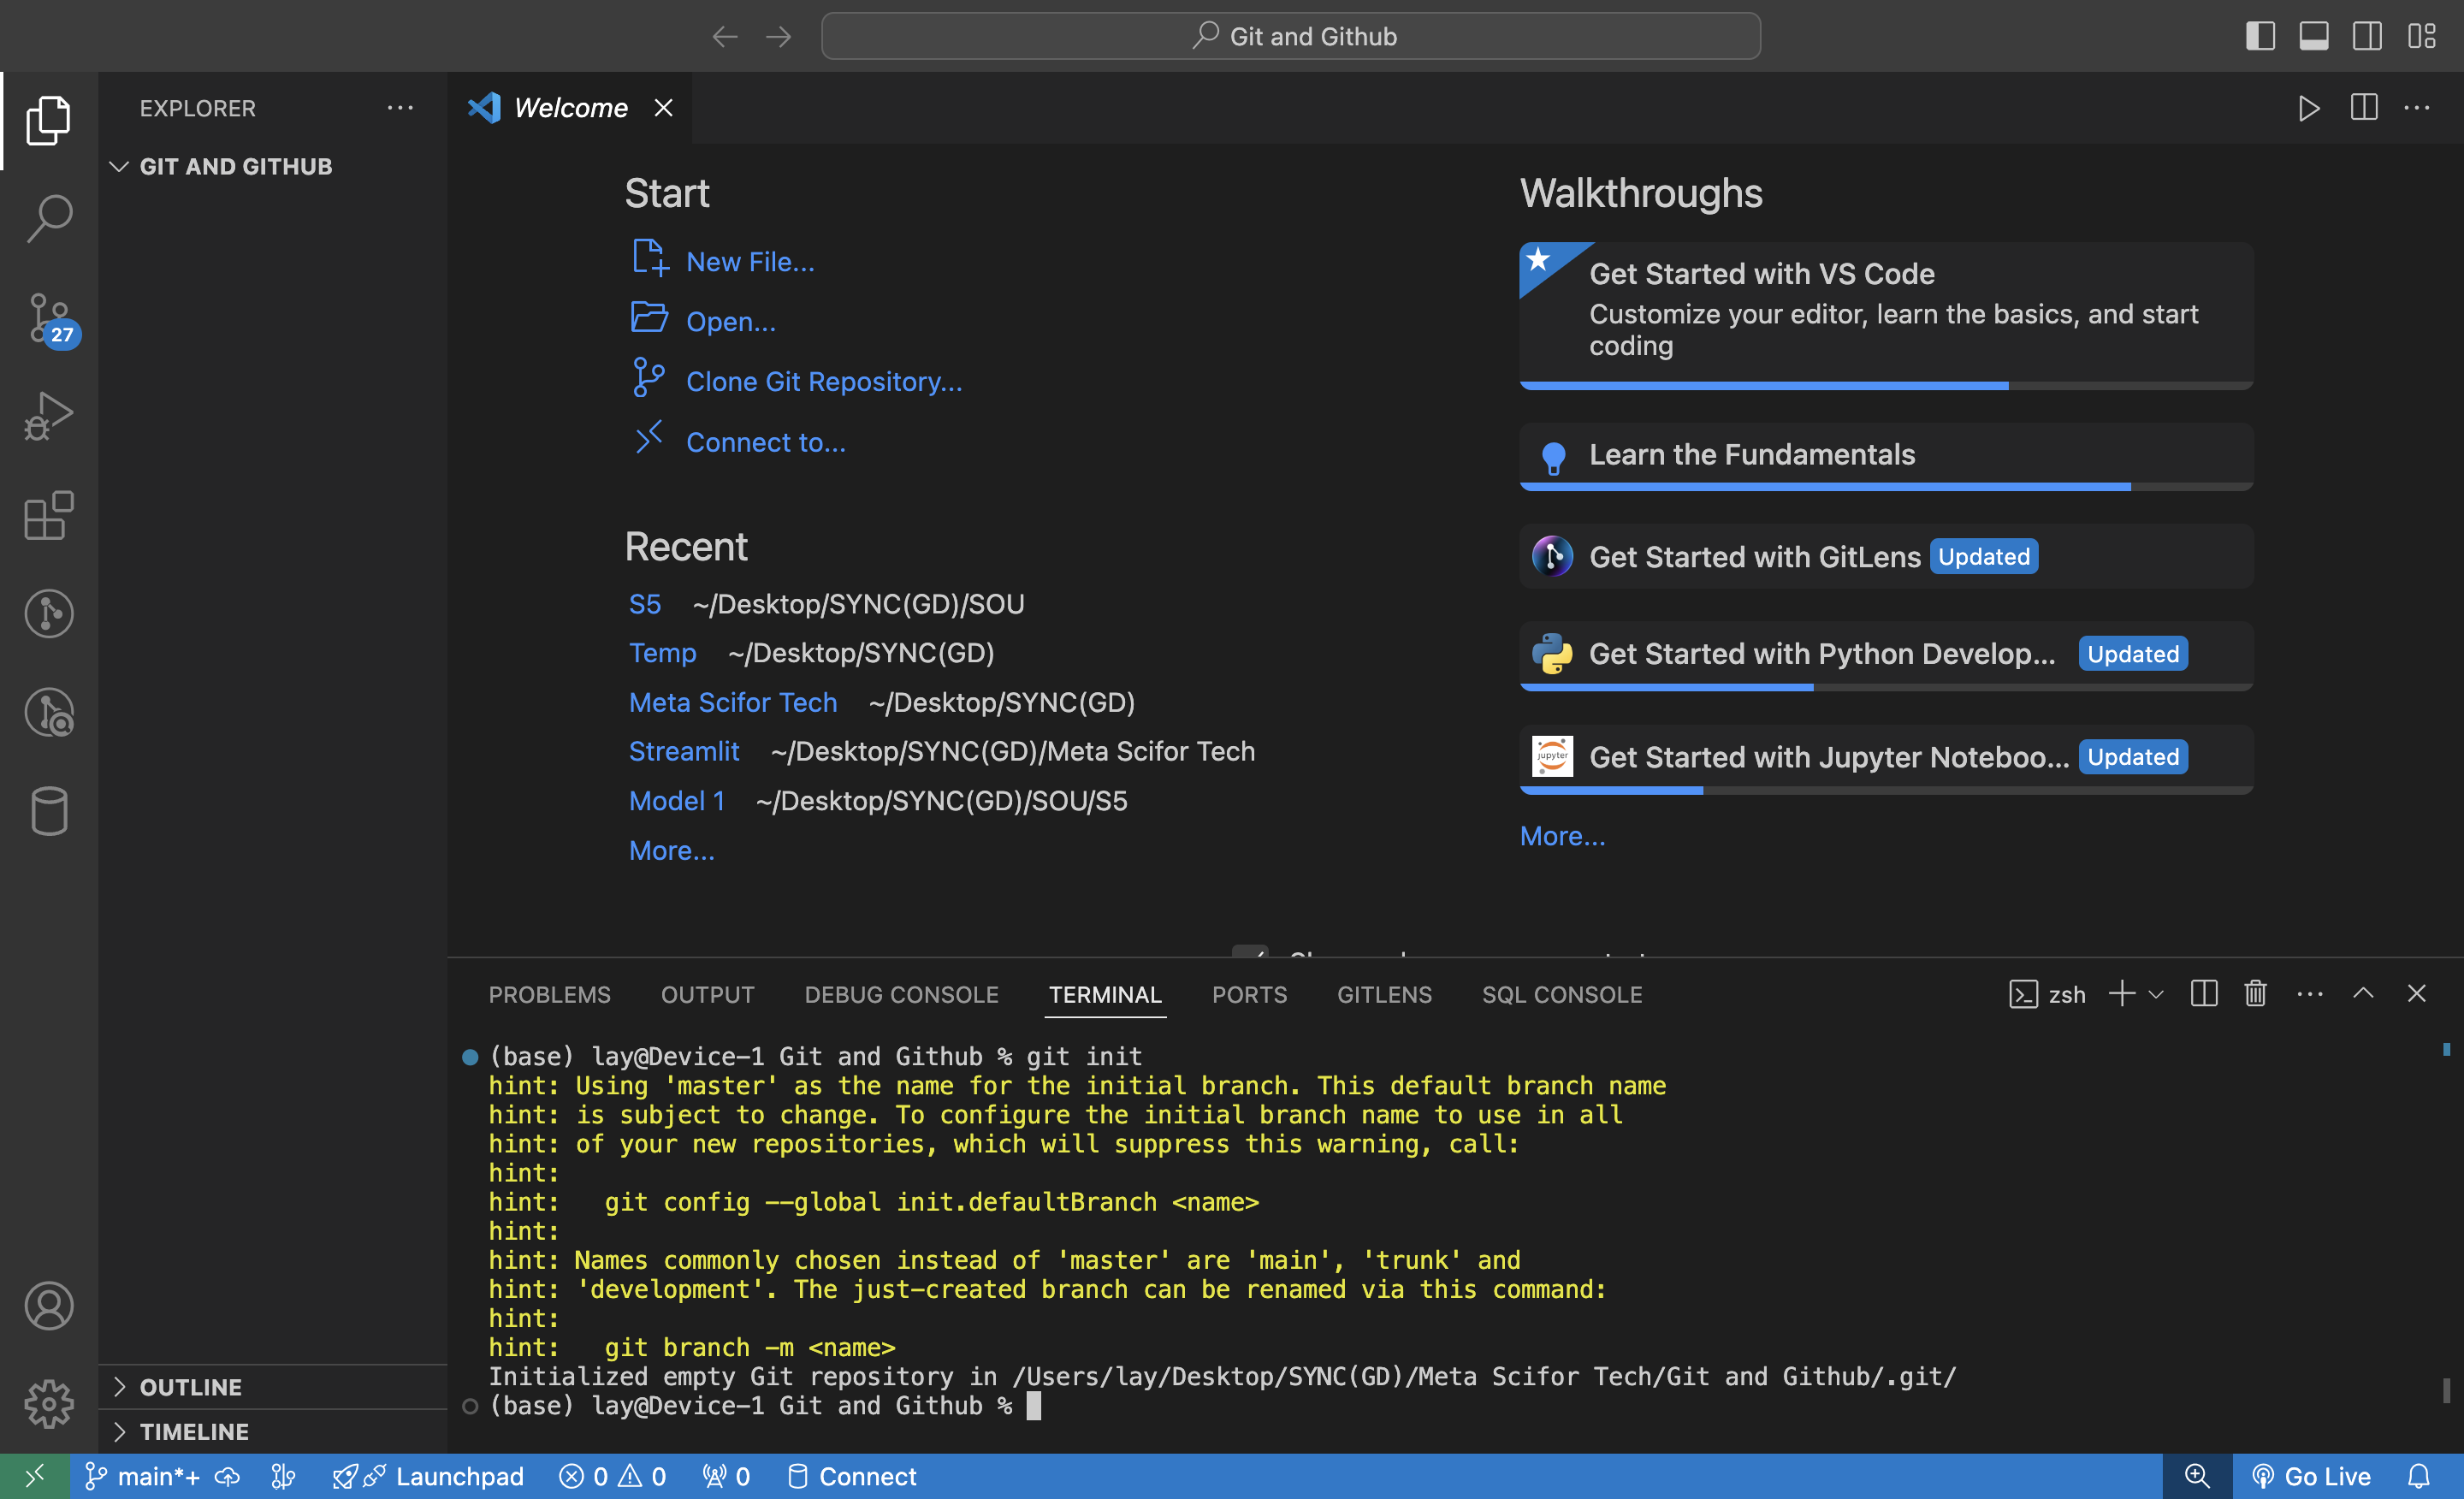 Git and Github
EXPLORER
GIT AND GITHUB
27
OUTLINE
TIMELINE
Welcome
Start
New File...
Open...
Clone Git Repository...
Connect to...
Recent
S5 ~/Desktop/SYNC(GD)/SOU
Temp ~/Desktop/SYNC(GD)
Meta Scifor Tech ~/Desktop/SYNC(GD)
Streamlit ~/Desktop/SYNC(GD)/Meta Scifor Tech
Model 1 ~/Desktop/SYNC(GD)/SOU/S5
More...
Walkthroughs
Get Started with VS Code
Customize your editor, learn the basics, and start
coding
Learn the Fundamentals
Get Started with GitLens Updated
Get Started with Python Develop... Updated
jupyter
Get Started with Jupyter Noteboo... Updated
More...
PROBLEMS OUTPUT DEBUG CONSOLE TERMINAL PORTS GITLENS SQL CONSOLE zsh
(base) lay@Device-1 Git and Github % git init
hint: Using 'master' as the name for the initial branch. This default branch name
hint: is subject to change. To configure the initial branch name to use in all
hint: of your new repositories, which will suppress this warning, call:
hint:
hint:   git config --global init.defaultBranch <name>
hint:
hint: Names commonly chosen instead of 'master' are 'main', 'trunk' and
hint: 'development'. The just-created branch can be renamed via this command:
hint:
hint:   git branch -m <name>
Initialized empty Git repository in /Users/lay/Desktop/SYNC(GD)/Meta Scifor Tech/Git and Github/.git/
(base) lay@Device-1 Git and Github %
main*+ Launchpad 0 0 0 Connect Go Live